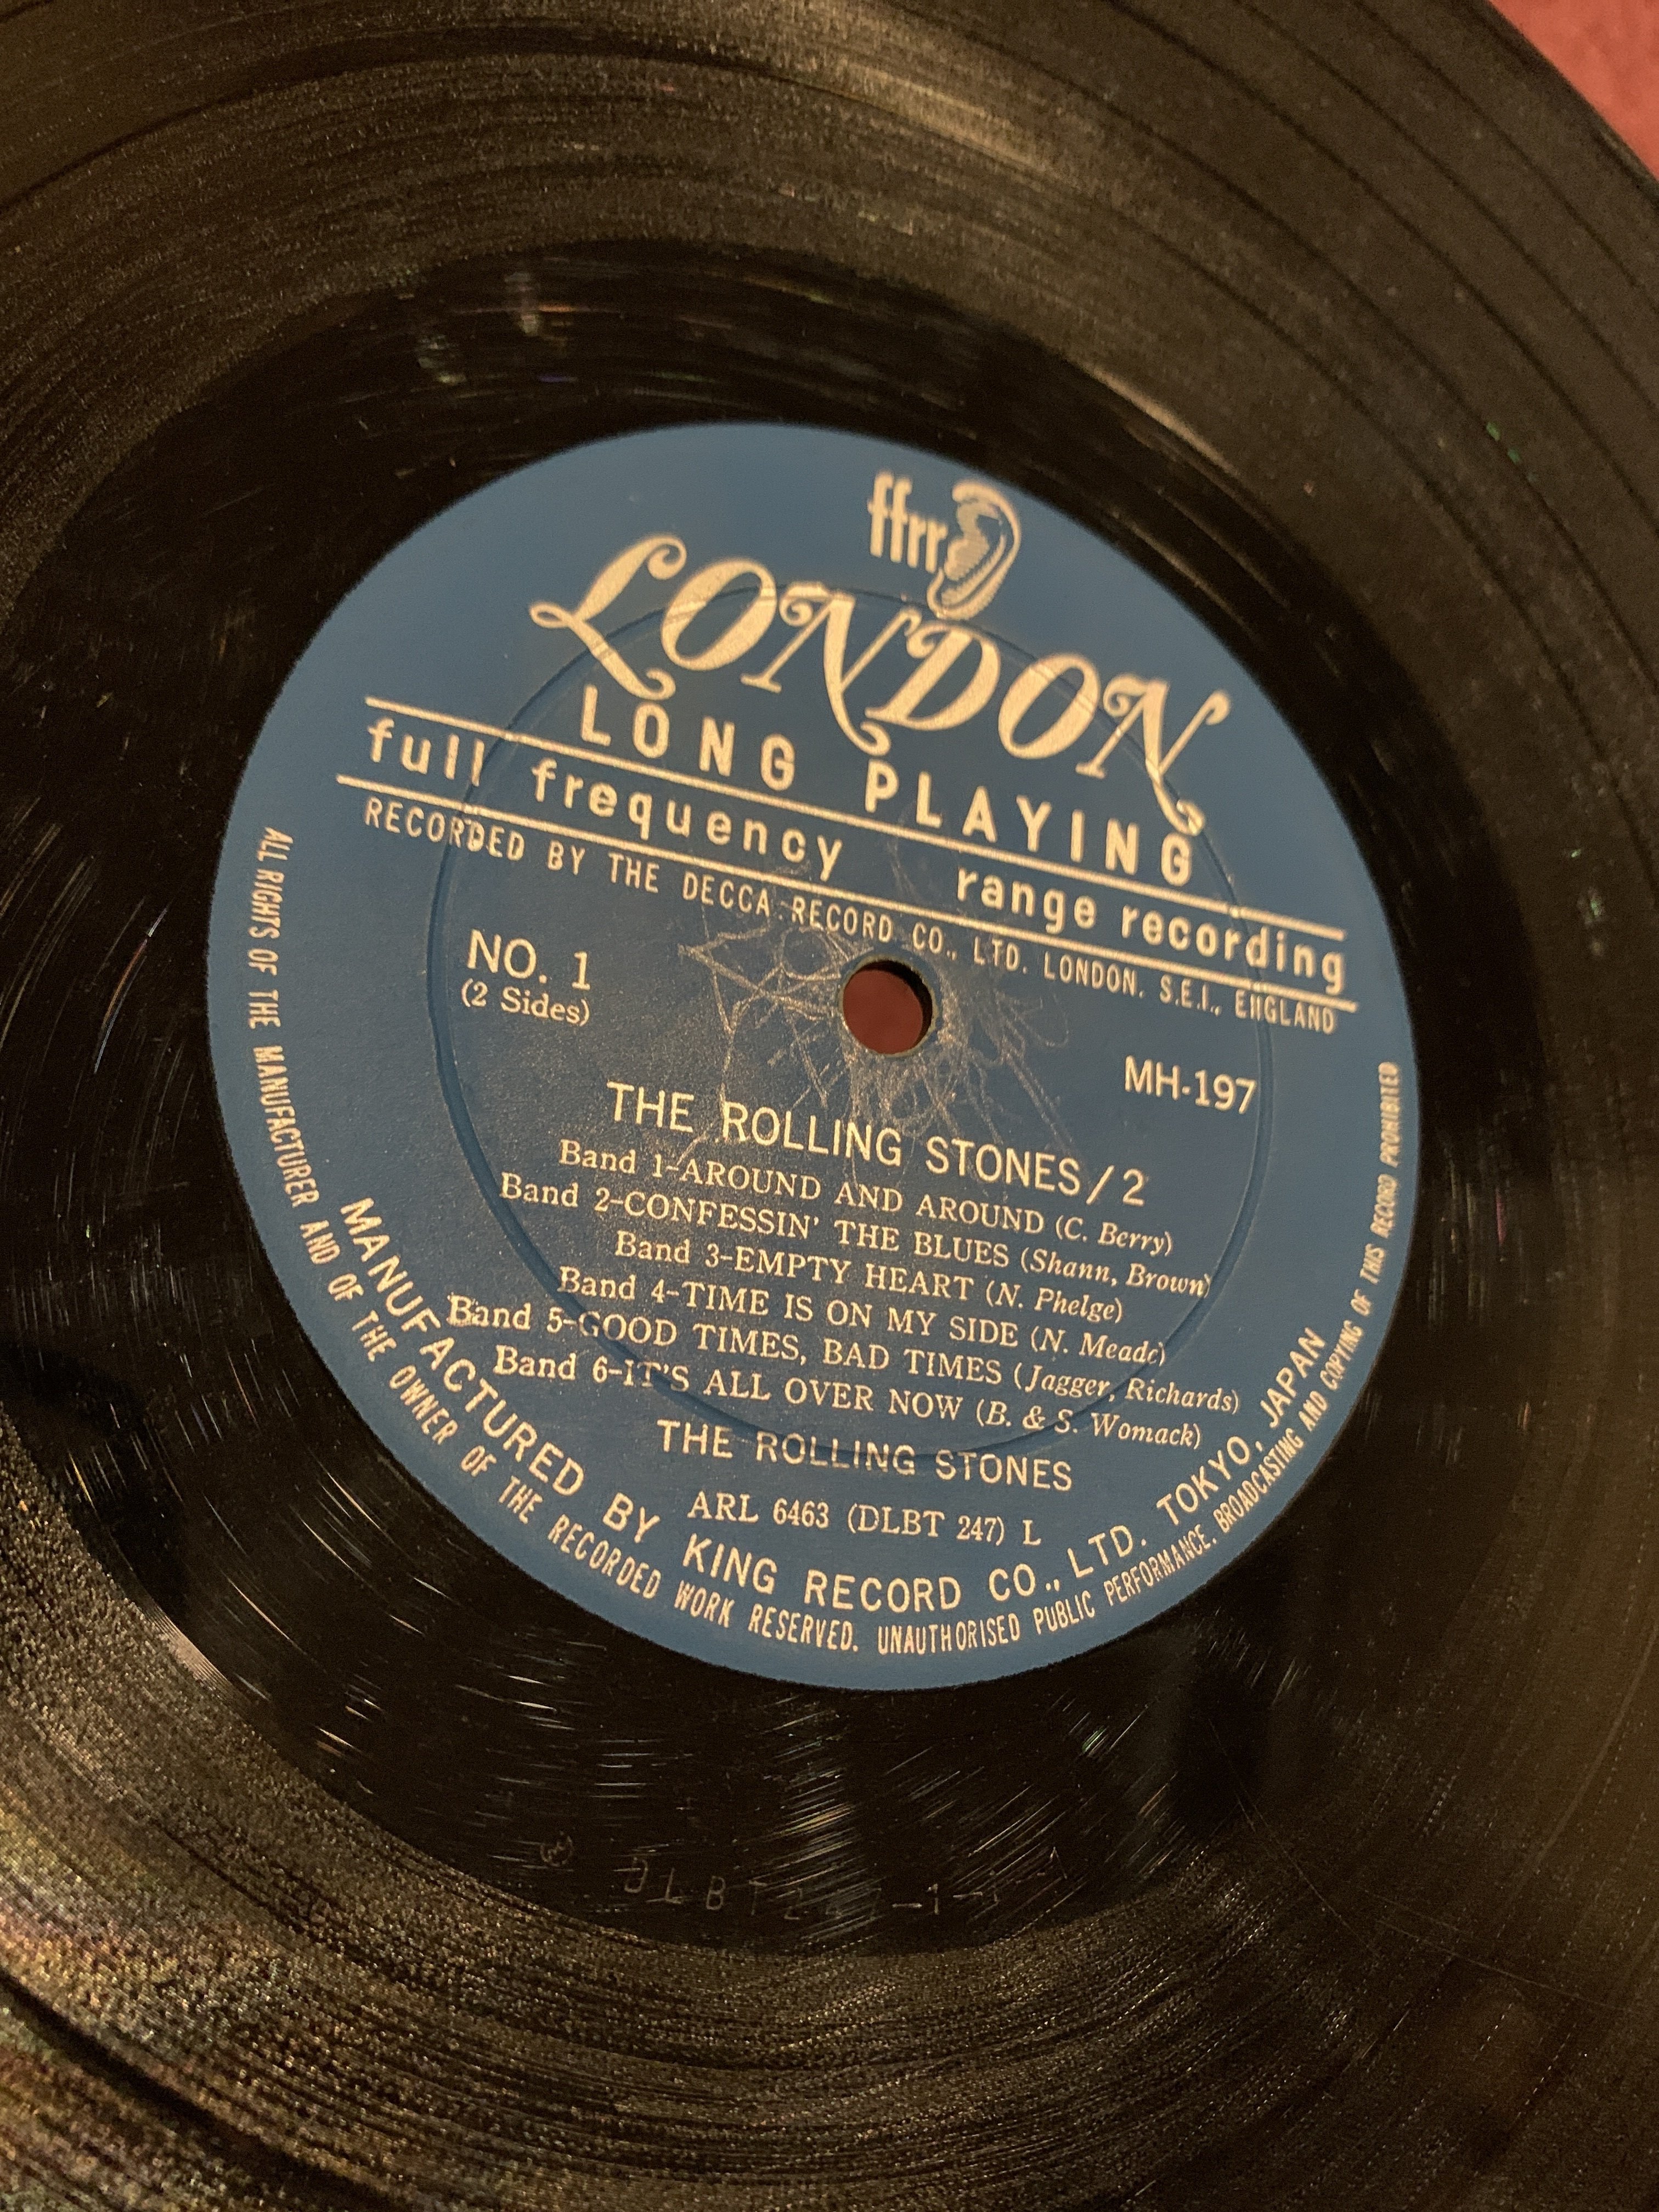 ffrr
LONDON
LONG PLAYING
full frequency range recording
RECORDED BY THE DECCA RECORD CO., LTD. LONDON. S.E.I., ENGLAND
NO. 1
(2 Sides)
MH-197
THE ROLLING STONES/2
Band 1-AROUND AND AROUND (C. Berry)
Band 2-CONFESSIN' THE BLUES (Shann, Brown)
Band 3-EMPTY HEART (N. Phelge)
Band 4-TIME IS ON MY SIDE (N. Meade)
Band 5-GOOD TIMES, BAD TIMES (Jagger, Richards)
Band 6-IT'S ALL OVER NOW (B. & S. Womack)
THE ROLLING STONES
ARL 6463 (DLBT 247) L
MANUFACTURED BY KING RECORD CO., LTD. TOKYO, JAPAN
ALL RIGHTS OF THE MANUFACTURER AND OF THE OWNER OF THE RECORDED WORK RESERVED. UNAUTHORISED PUBLIC PERFORMANCE. BROADCASTING AND COPYING OF THIS RECORD PROHIBITED